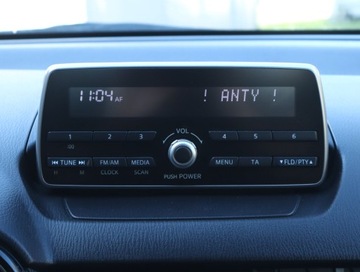 11:04 AF ! ANTY !
1 2 3 VOL 4 5 6
.00
TUNE FM/AM MEDIA MENU TA FLD/PTY
H M CLOCK SCAN PUSH POWER